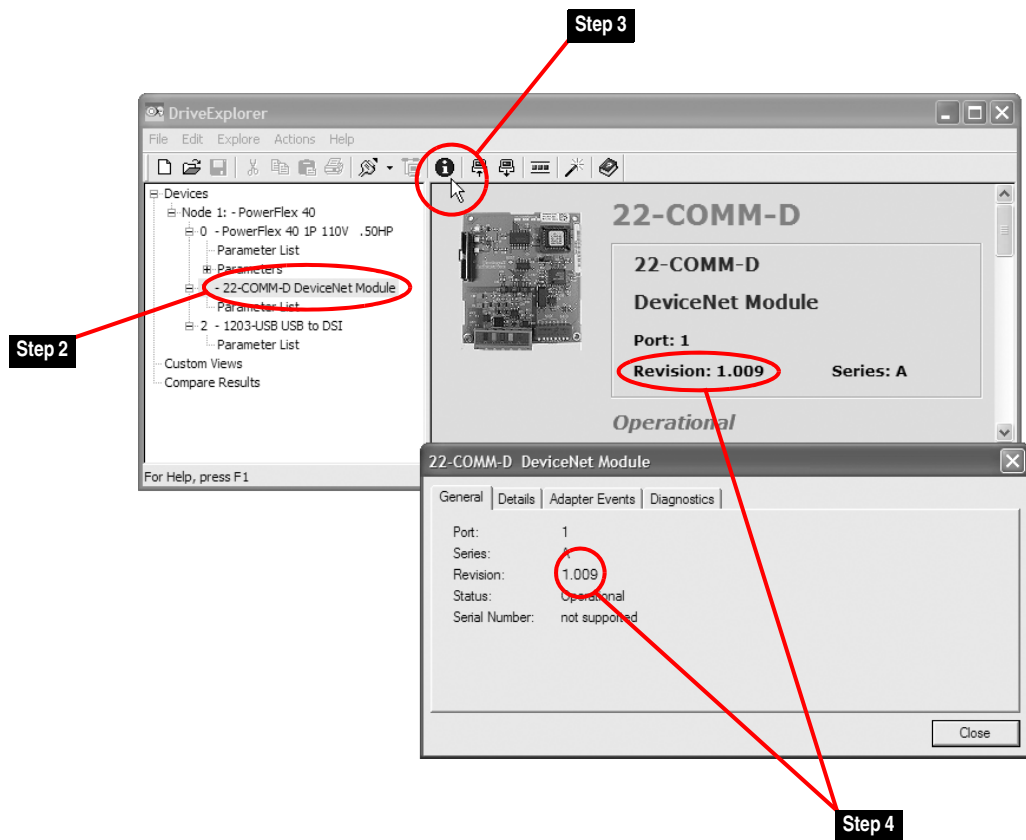 Step 3
DriveExplorer
File Edit Explore Actions Help
Devices
Node 1: - PowerFlex 40
0 - PowerFlex 40 1P 110V .50HP
Parameter List
Parameters
- 22-COMM-D DeviceNet Module
Parameter List
2 - 1203-USB USB to DSI
Parameter List
Custom Views
Compare Results
For Help, press F1
Step 2
22-COMM-D
22-COMM-D
DeviceNet Module
Port: 1
Revision: 1.009 Series: A
Operational
22-COMM-D DeviceNet Module
General Details Adapter Events Diagnostics
Port: 1
Series: A
Revision: 1.009
Status: Operational
Serial Number: not supported
Close
Step 4